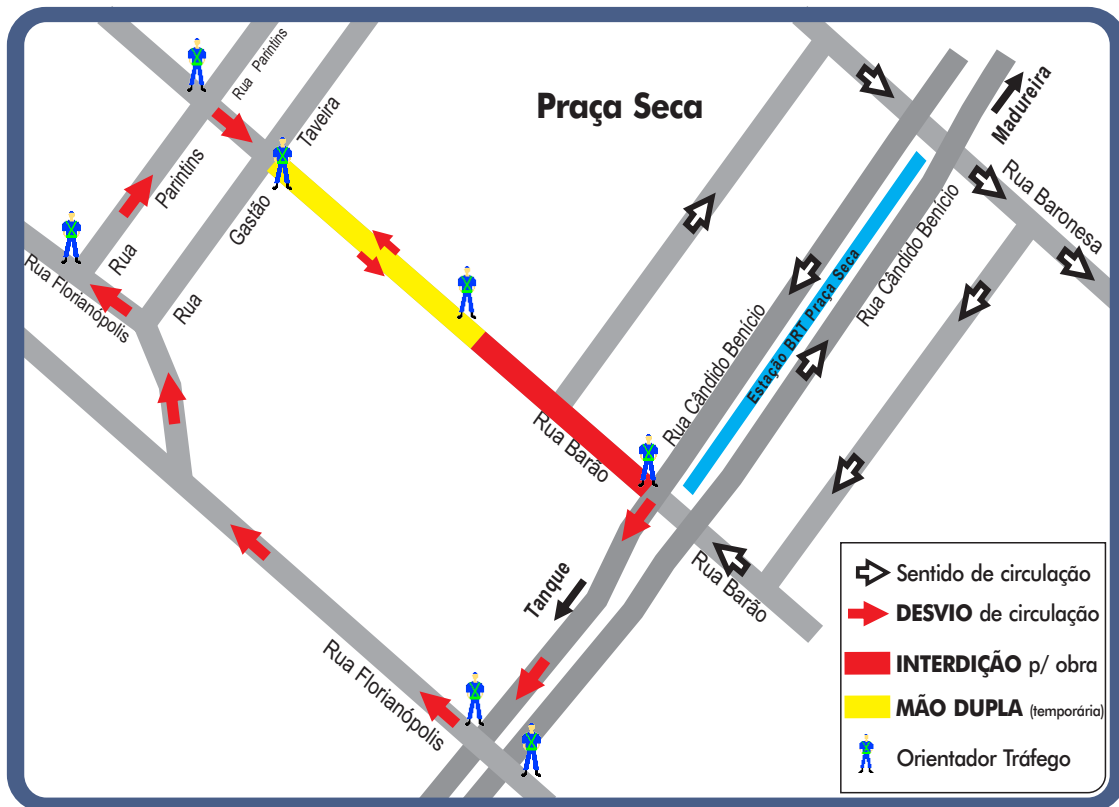 Praça Seca
Rua Parintins
Taveira
Madureira
Rua Baronesa
Parintins
Gastão
Rua
Rua
Rua Florianópolis
Rua Cândido Benício
Estação BRT Praça Seca
Rua Cândido Benício
Rua Barão
Rua Barão
Tanque
Rua Florianópolis
Sentido de circulação
DESVIO de circulação
INTERDIÇÃO p/ obra
MÃO DUPLA (temporária)
Orientador Tráfego